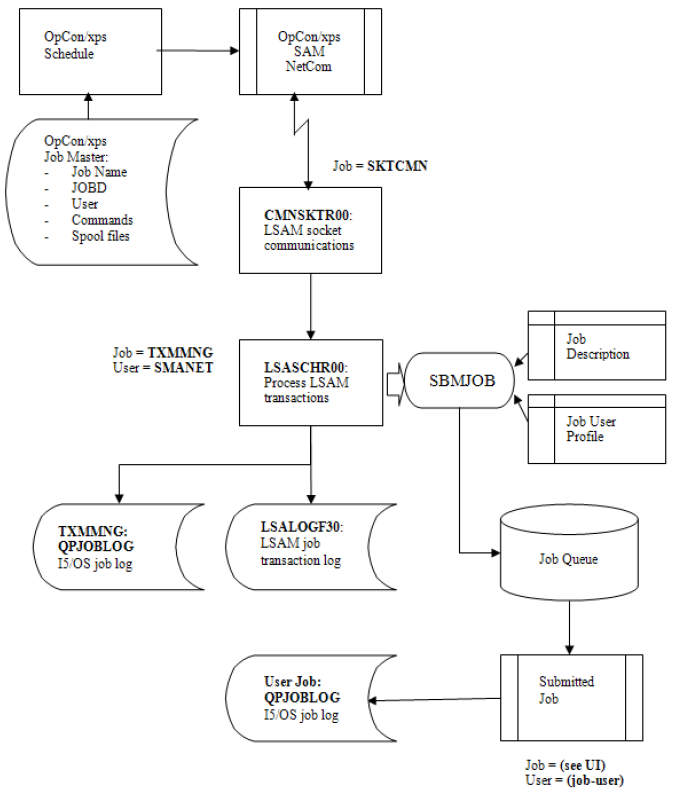 OpCon/xps
Schedule
OpCon/xps
SAM
NetCom
OpCon/xps
Job Master:
- Job Name
- JOBD
- User
- Commands
- Spool files
Job = SKTCMN
CMNSKTR00:
LSAM socket
communications
Job = TXMMNG
User = SMANET
LSASCHR00:
Process LSAM
transactions
SBMJOB
Job
Description
Job User
Profile
TXMMNG:
QPJOBLOG
I5/OS job log
LSALOGF30:
LSAM job
transaction log
Job Queue
User Job:
QPJOBLOG
I5/OS job log
Submitted
Job
Job = (see UI)
User = (job-user)